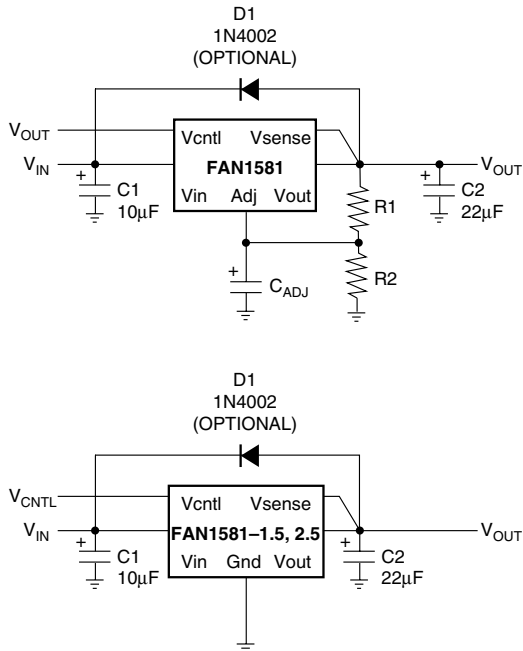 D1
1N4002
(OPTIONAL)
VOUT
Vcntl Vsense
VIN
FAN1581
VOUT
+ C1
10μF
Vin Adj Vout
R1
+ C2
22μF
+ CADJ
R2
D1
1N4002
(OPTIONAL)
VCNTL
Vcntl Vsense
VIN
FAN1581–1.5, 2.5
VOUT
+ C1
10μF
Vin Gnd Vout
+ C2
22μF